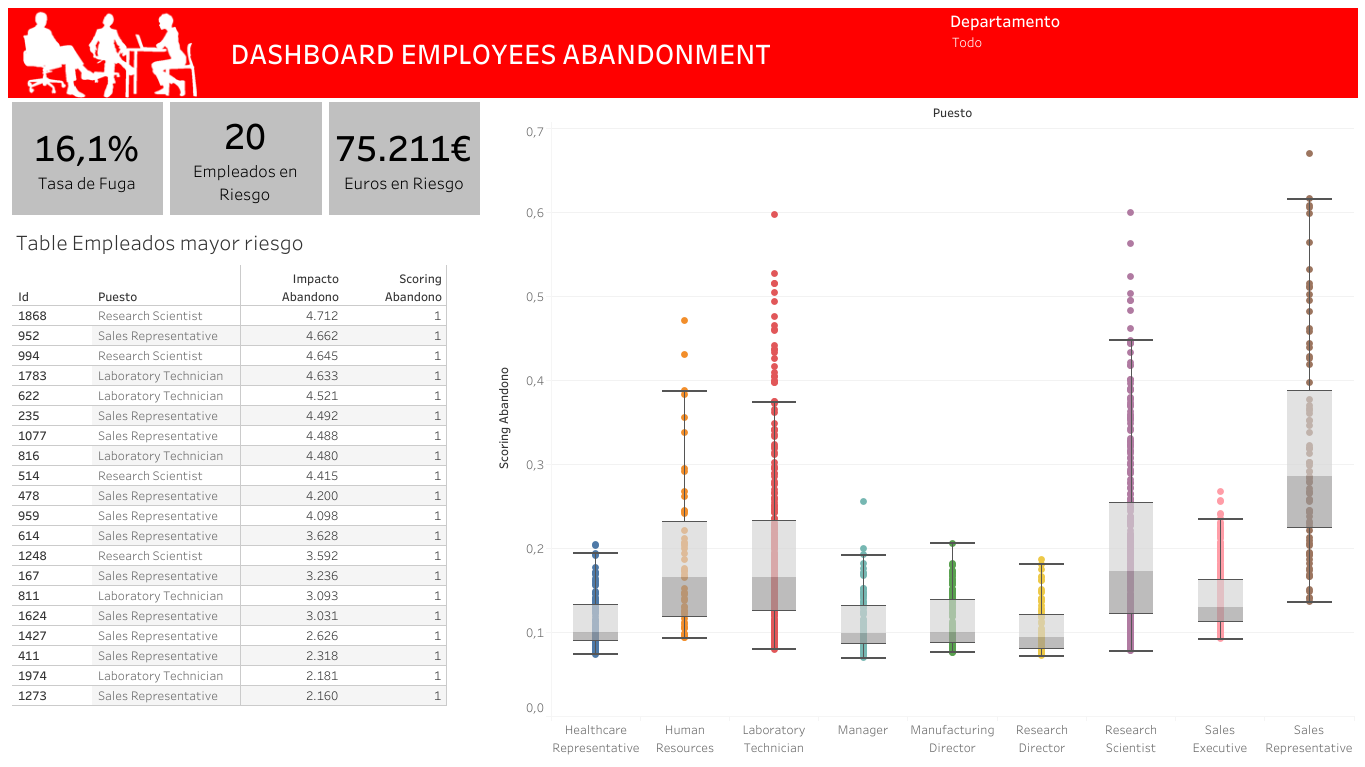 DASHBOARD EMPLOYEES ABANDONMENT
Departamento
Todo
16,1%
Tasa de Fuga
20
Empleados en
Riesgo
75.211€
Euros en Riesgo
Table Empleados mayor riesgo
Id Puesto Impacto Abandono Scoring Abandono
1868 Research Scientist 4.712 1
952 Sales Representative 4.662 1
994 Research Scientist 4.645 1
1783 Laboratory Technician 4.633 1
622 Laboratory Technician 4.521 1
235 Sales Representative 4.492 1
1077 Sales Representative 4.488 1
816 Laboratory Technician 4.480 1
514 Research Scientist 4.415 1
478 Sales Representative 4.200 1
959 Sales Representative 4.098 1
614 Sales Representative 3.628 1
1248 Research Scientist 3.592 1
167 Sales Representative 3.236 1
811 Laboratory Technician 3.093 1
1624 Sales Representative 3.031 1
1427 Sales Representative 2.626 1
411 Sales Representative 2.318 1
1974 Laboratory Technician 2.181 1
1273 Sales Representative 2.160 1
Puesto
Scoring Abandono
0,7
0,6
0,5
0,4
0,3
0,2
0,1
0,0
Healthcare Representative
Human Resources
Laboratory Technician
Manager
Manufacturing Director
Research Director
Research Scientist
Sales Executive
Sales Representative